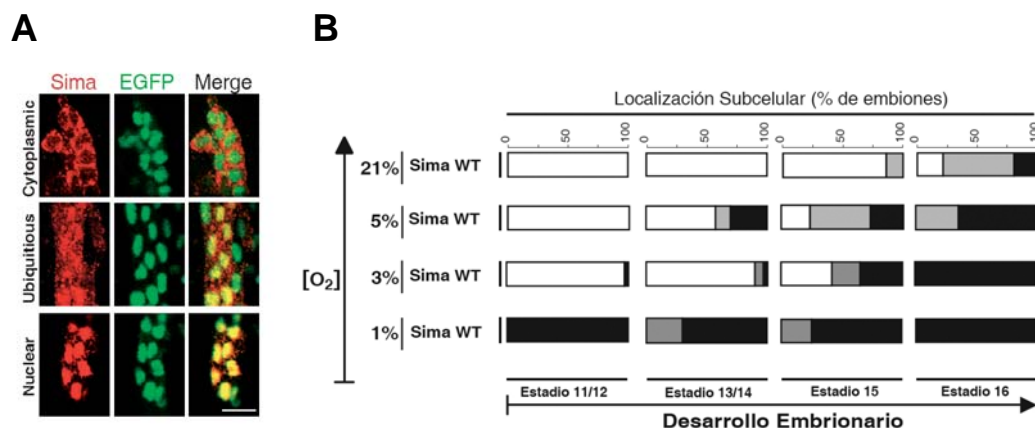 A
B
Sima EGFP Merge
Cytoplasmic
Ubiquitious
Nuclear
Localización Subcelular (% de embiones)
0 50 100 0 50 100 0 50 100 0 50 100
21% Sima WT
5% Sima WT
[O2]
3% Sima WT
1% Sima WT
Estadio 11/12 Estadio 13/14 Estadio 15 Estadio 16
Desarrollo Embrionario